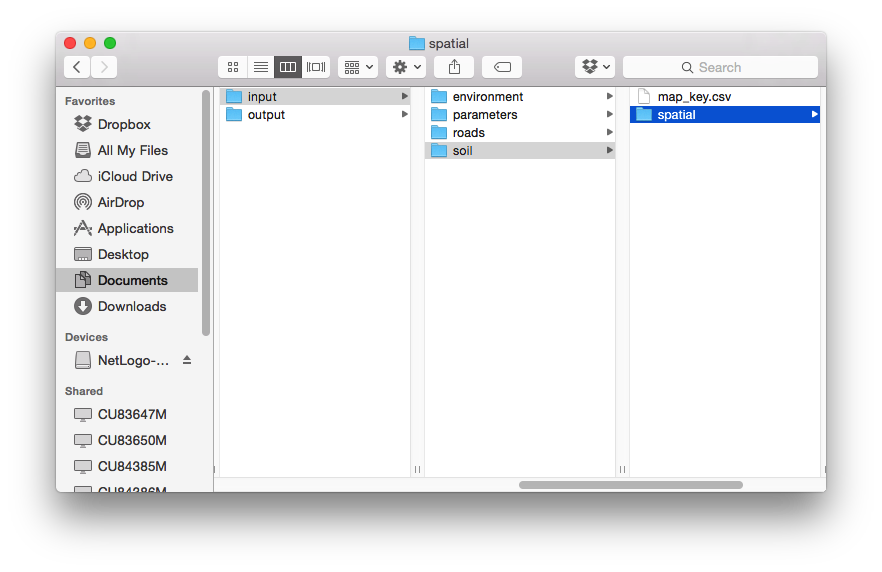 spatial
Search
Favorites
Dropbox
All My Files
iCloud Drive
AirDrop
Applications
Desktop
Documents
Downloads
Devices
NetLogo-...
Shared
CU83647M
CU83650M
CU84385M
CU84386M
input
output
environment
parameters
roads
soil
map_key.csv
spatial